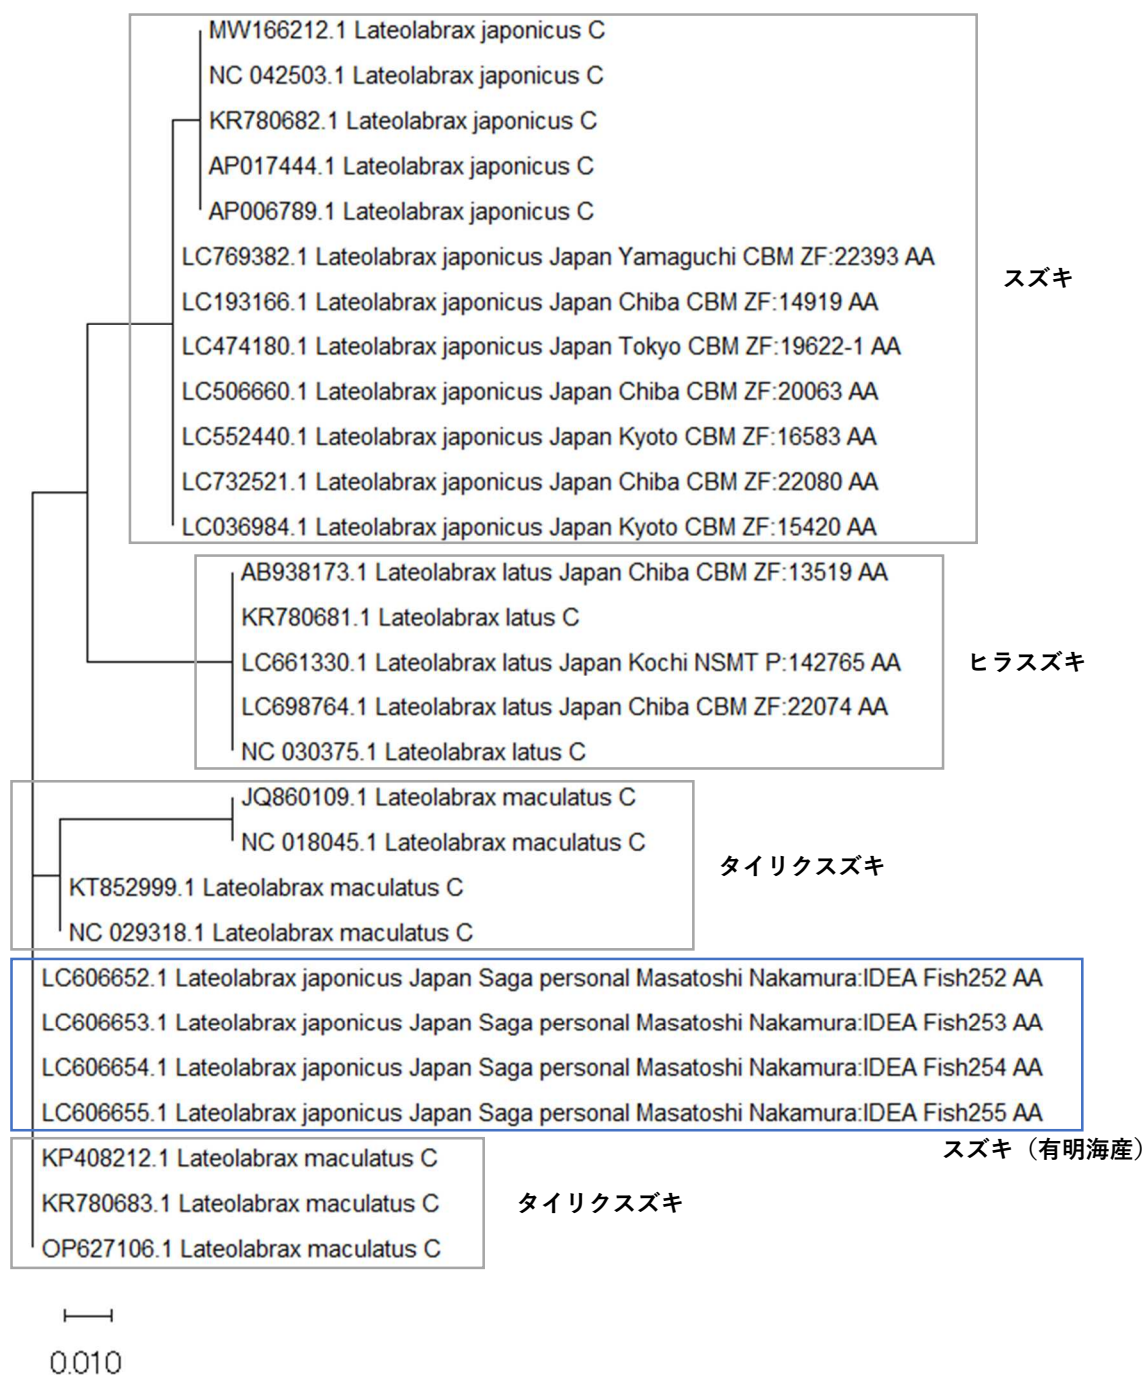 MW166212.1 Lateolabrax japonicus C
NC 042503.1 Lateolabrax japonicus C
KR780682.1 Lateolabrax japonicus C
AP017444.1 Lateolabrax japonicus C
AP006789.1 Lateolabrax japonicus C
LC769382.1 Lateolabrax japonicus Japan Yamaguchi CBM ZF:22393 AA
スズキ
LC193166.1 Lateolabrax japonicus Japan Chiba CBM ZF:14919 AA
LC474180.1 Lateolabrax japonicus Japan Tokyo CBM ZF:19622-1 AA
LC506660.1 Lateolabrax japonicus Japan Chiba CBM ZF:20063 AA
LC552440.1 Lateolabrax japonicus Japan Kyoto CBM ZF:16583 AA
LC732521.1 Lateolabrax japonicus Japan Chiba CBM ZF:22080 AA
LC036984.1 Lateolabrax japonicus Japan Kyoto CBM ZF:15420 AA
AB938173.1 Lateolabrax latus Japan Chiba CBM ZF:13519 AA
KR780681.1 Lateolabrax latus C
LC661330.1 Lateolabrax latus Japan Kochi NSMT P:142765 AA
ヒラスズキ
LC698764.1 Lateolabrax latus Japan Chiba CBM ZF:22074 AA
NC 030375.1 Lateolabrax latus C
JQ860109.1 Lateolabrax maculatus C
NC 018045.1 Lateolabrax maculatus C
タイリクスズキ
KT852999.1 Lateolabrax maculatus C
NC 029318.1 Lateolabrax maculatus C
LC606652.1 Lateolabrax japonicus Japan Saga personal Masatoshi Nakamura:IDEA Fish252 AA
LC606653.1 Lateolabrax japonicus Japan Saga personal Masatoshi Nakamura:IDEA Fish253 AA
LC606654.1 Lateolabrax japonicus Japan Saga personal Masatoshi Nakamura:IDEA Fish254 AA
LC606655.1 Lateolabrax japonicus Japan Saga personal Masatoshi Nakamura:IDEA Fish255 AA
スズキ（有明海産）
KP408212.1 Lateolabrax maculatus C
KR780683.1 Lateolabrax maculatus C
タイリクスズキ
OP627106.1 Lateolabrax maculatus C
0.010